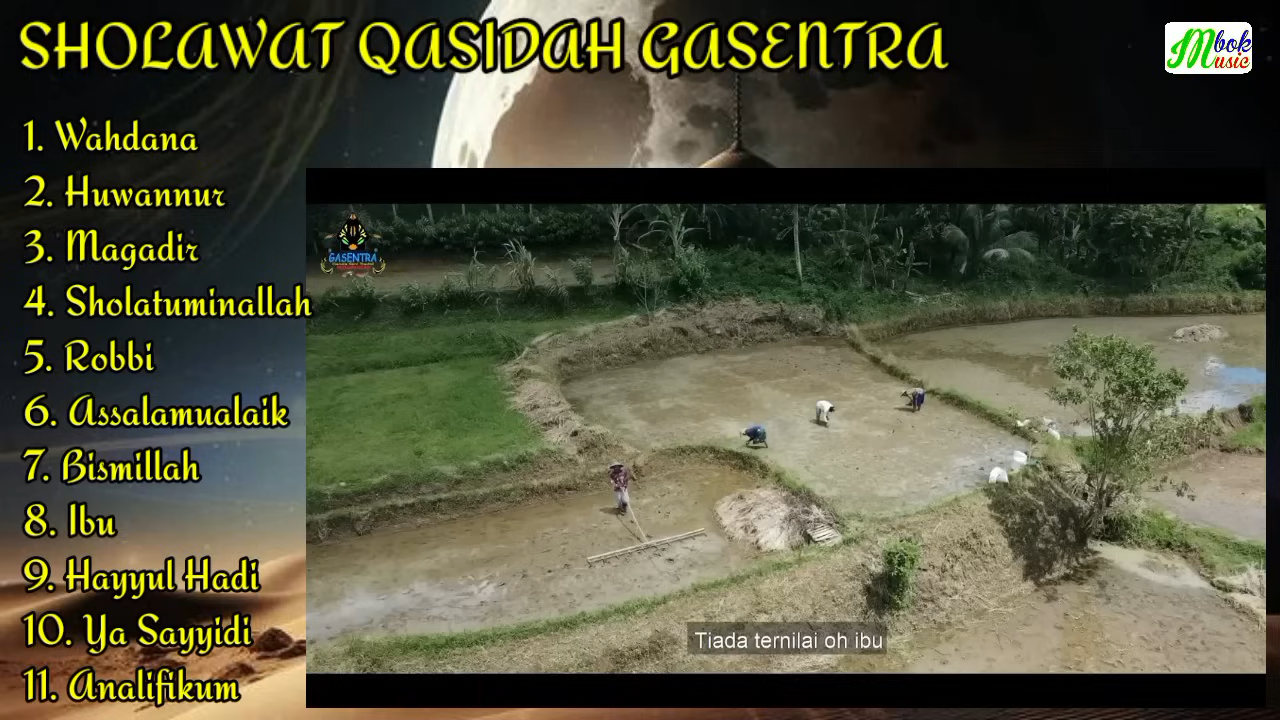 SHOLAWAT QASIDAH GASENTRA
Mbok
Music
1. Wahdana
2. Huwannur
3. Magadir
4. Sholatuminallah
5. Robbi
6. Assalamualaik
7. Bismillah
8. Ibu
9. Hayyul Hadi
10. Ya Sayyidi
11. Analifikum
GASENTRA
Tiada ternilai oh ibu